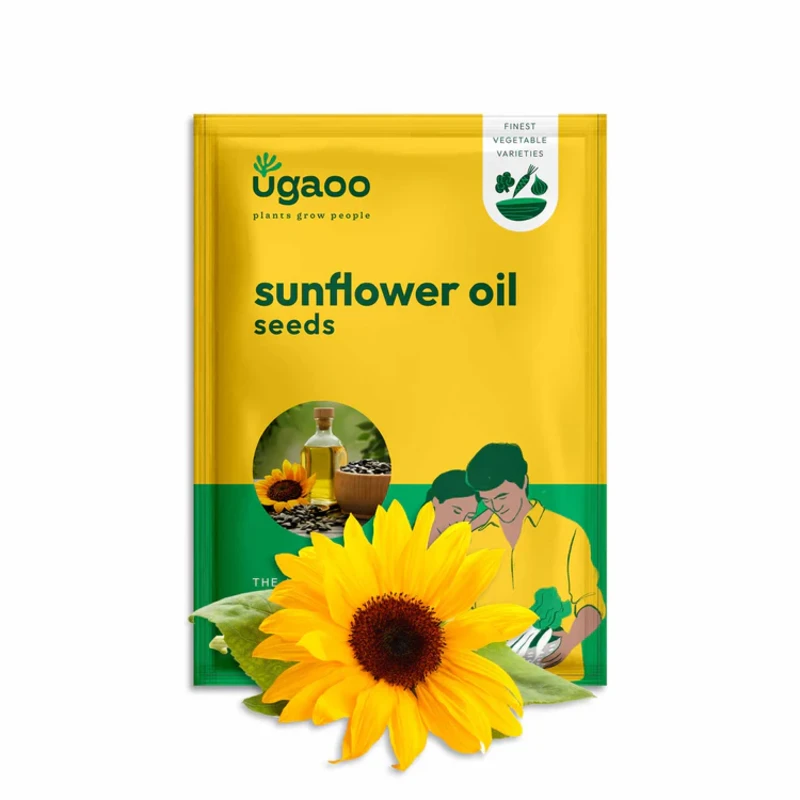 FINEST
VEGETABLE
VARIETIES
ugaoo
plants grow people
sunflower oil
seeds
THE